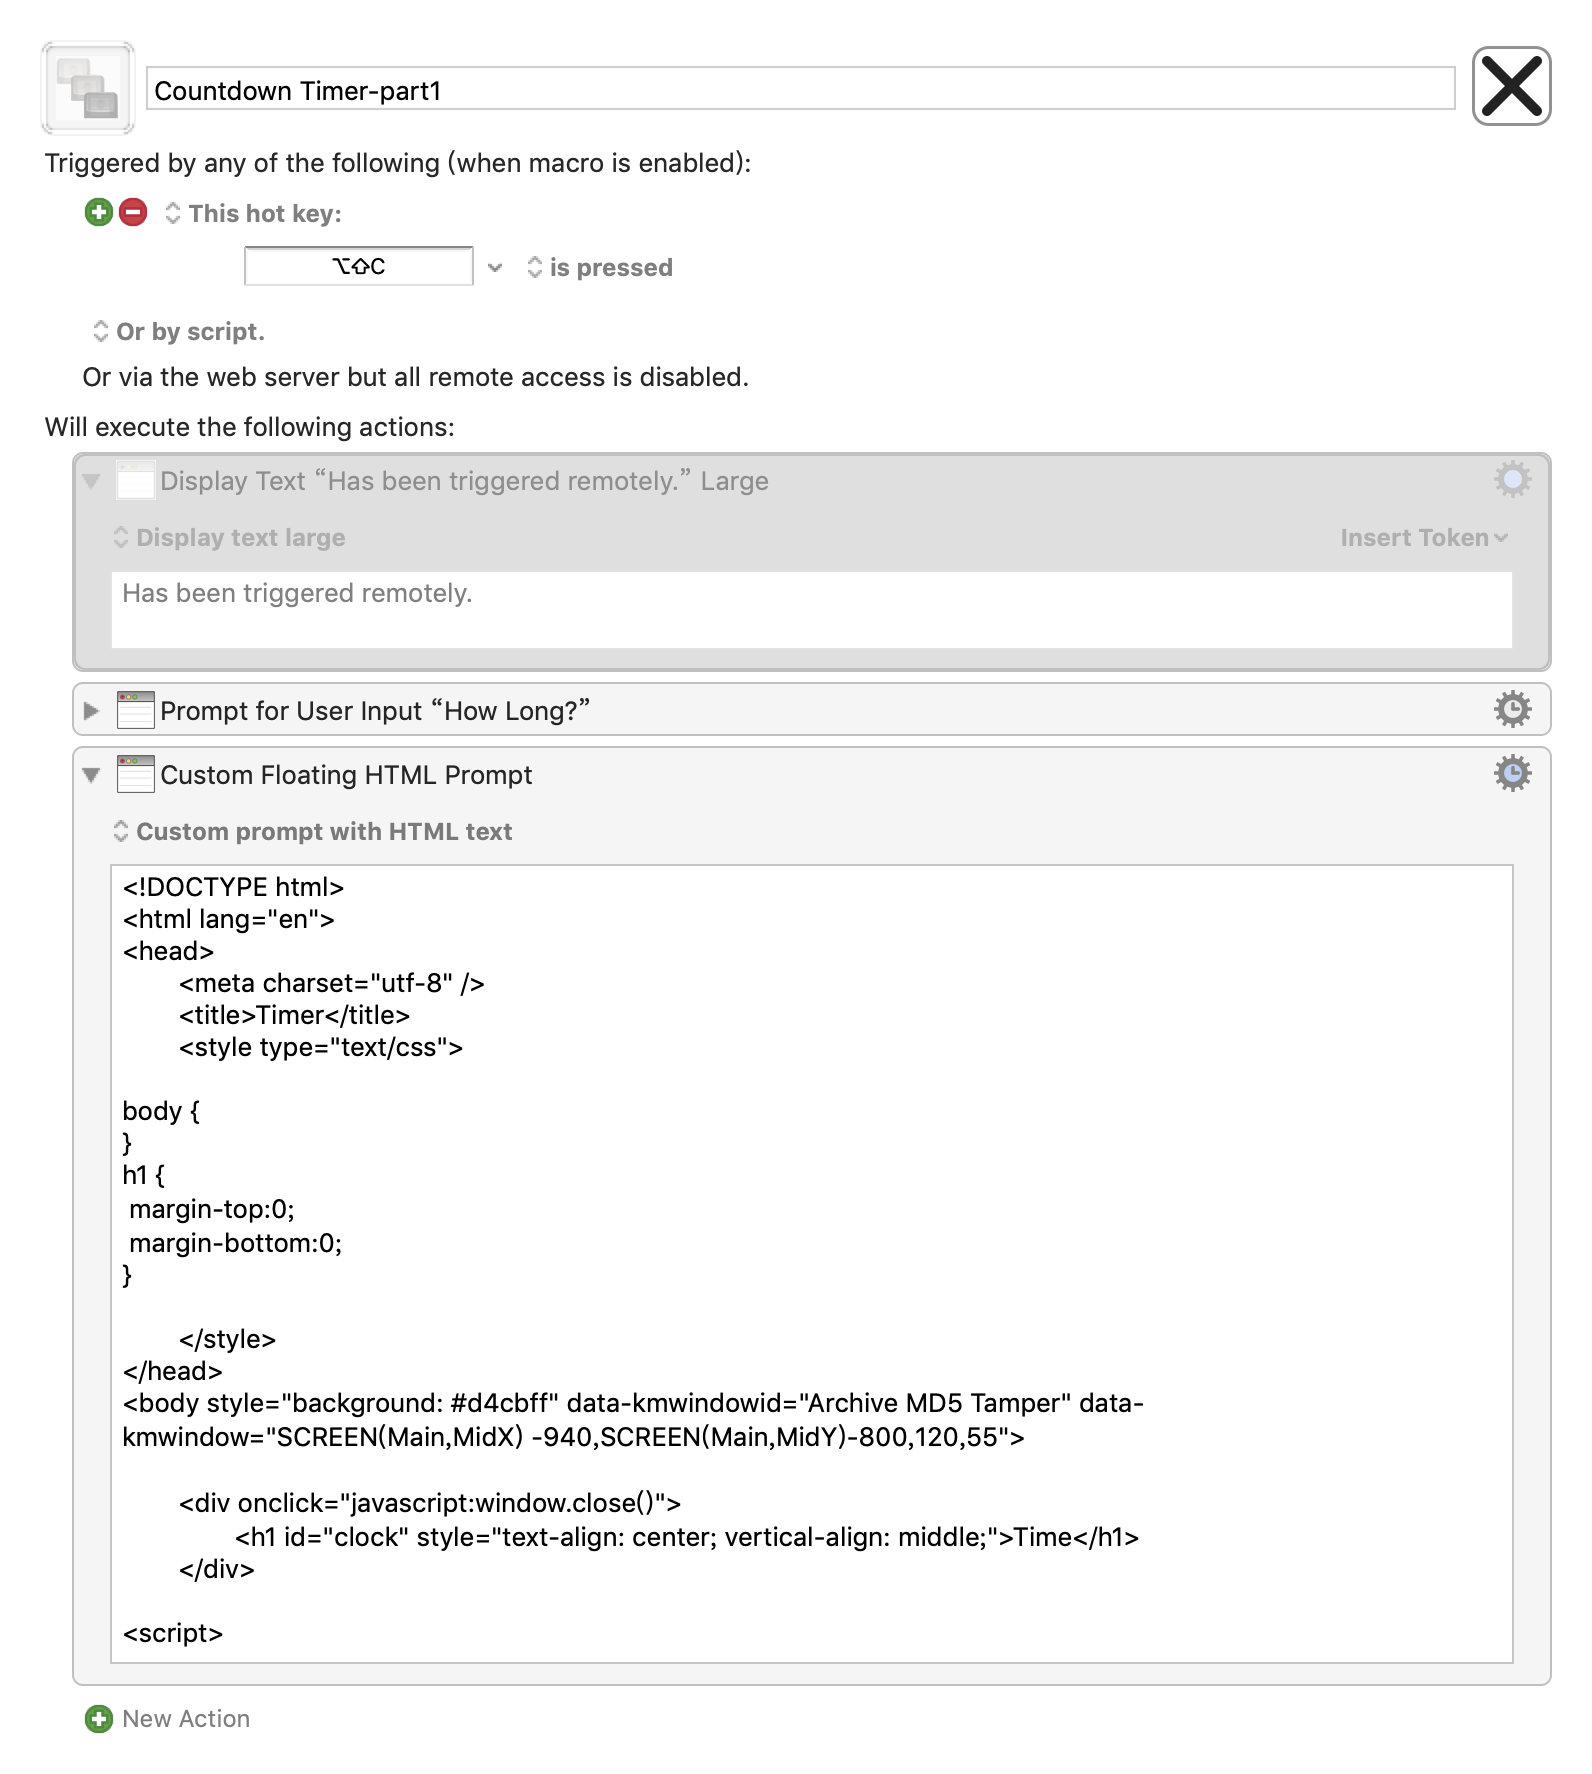 Countdown Timer-part1
Triggered by any of the following (when macro is enabled):
This hot key:
⌥⇧C
is pressed
Or by script.
Or via the web server but all remote access is disabled.
Will execute the following actions:
Display Text “Has been triggered remotely.” Large
Display text large
Insert Token
Has been triggered remotely.
Prompt for User Input “How Long?”
Custom Floating HTML Prompt
Custom prompt with HTML text
<!DOCTYPE html>
<html lang="en">
<head>
<meta charset="utf-8" />
<title>Timer</title>
<style type="text/css">
body {
}
h1 {
margin-top:0;
margin-bottom:0;
}
</style>
</head>
<body style="background: #d4cbff" data-kmwindowid="Archive MD5 Tamper" data-
kmwindow="SCREEN(Main,MidX) -940,SCREEN(Main,MidY)-800,120,55">
<div onclick="javascript:window.close()">
<h1 id="clock" style="text-align: center; vertical-align: middle;">Time</h1>
</div>
<script>
New Action